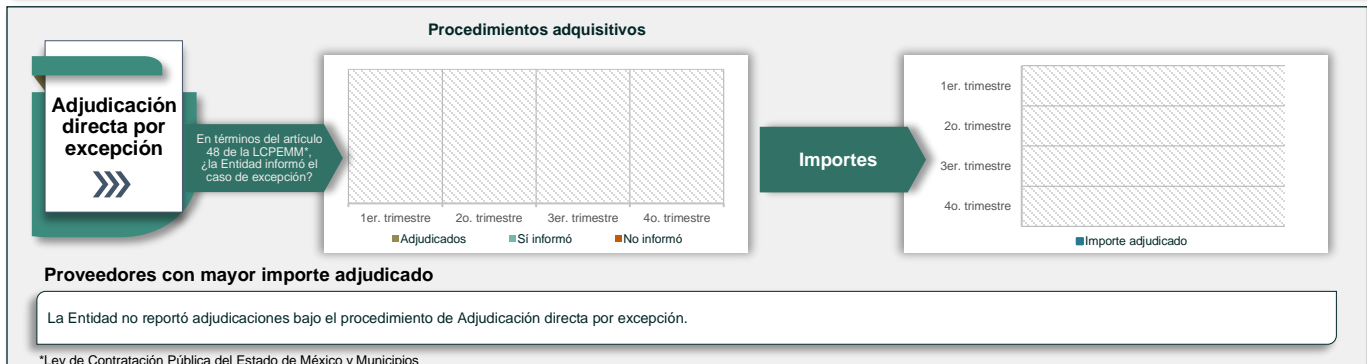 Procedimientos adquisitivos
Adjudicación
directa por
excepción
En términos del artículo
48 de la LCPEMM*,
¿la Entidad informó el
caso de excepción?
1er. trimestre 2o. trimestre 3er. trimestre 4o. trimestre
Adjudicados Sí informó No informó
Importes
1er. trimestre
2o. trimestre
3er. trimestre
4o. trimestre
Importe adjudicado
Proveedores con mayor importe adjudicado
La Entidad no reportó adjudicaciones bajo el procedimiento de Adjudicación directa por excepción.
*Ley de Contratación Pública del Estado de México y Municipios